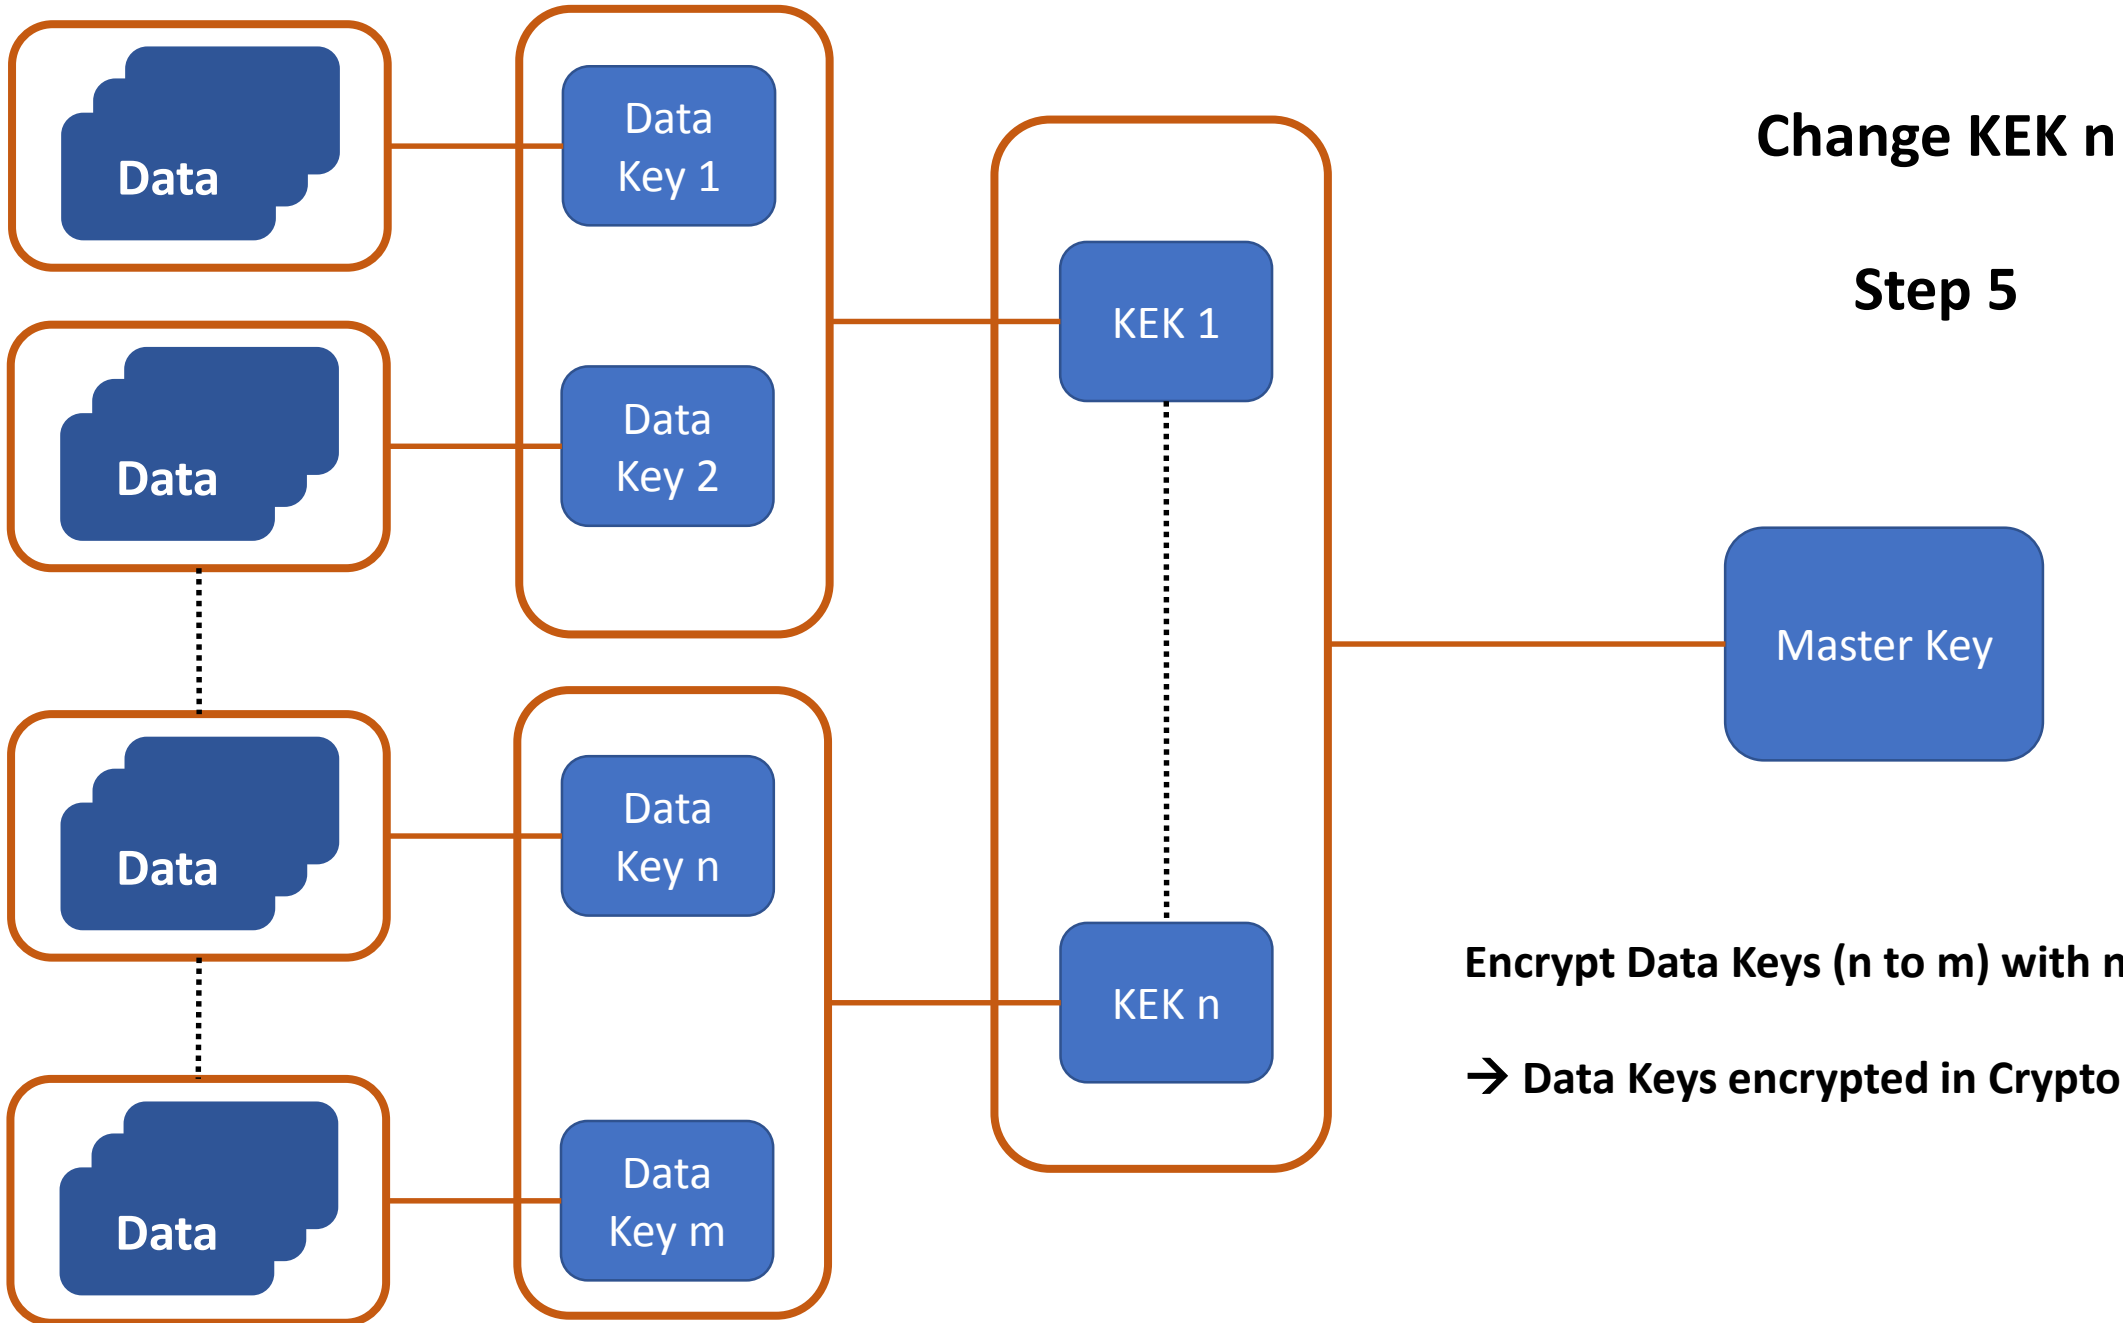 Data
Data
Key 1
Data
Data
Key 2
Data
Data
Key n
Data
Data
Key m
KEK 1
KEK n
Change KEK n
Step 5
Master Key
Encrypt Data Keys (n to m) with
→ Data Keys encrypted in Crypto